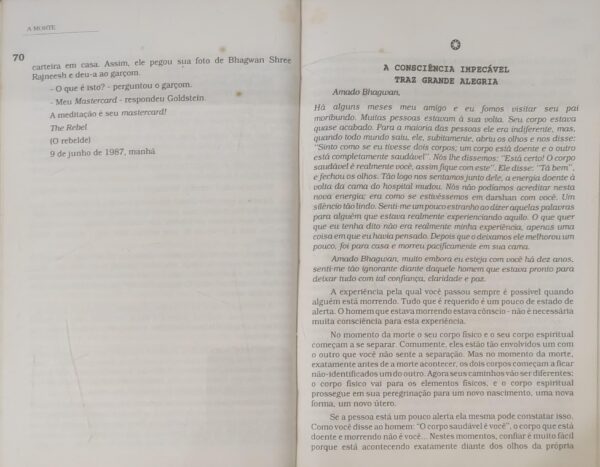 A MORTE
70
carteira em casa. Assim, ele pegou sua foto de Bhagwan Shree
Rajneesh e deu-a ao garçom.
- O que é isto? - perguntou o garçom.
- Meu Mastercard - respondeu Goldstein.
A meditação é seu mastercard!
The Rebel
(O rebelde)
9 de junho de 1987, manhã
A CONSCIÊNCIA IMPECÁVEL
TRAZ GRANDE ALEGRIA
Amado Bhagwan,
Há alguns meses meu amigo e eu fomos visitar seu pai
moribundo. Muitas pessoas estavam à sua volta. Seu corpo estava
quase acabado. Para a maioria das pessoas ele era indiferente, mas,
quando todo mundo saiu, ele, subitamente, abriu os olhos e nos disse:
"Sinto como se eu tivesse dois corpos; um corpo está doente e o outro
está completamente saudável". Nós lhe dissemos: "Está certo! O corpo
saudável é realmente você, assim fique com este". Ele disse: "Tá bem",
e fechou os olhos. Tão logo nos sentamos junto dele, a energia doente à
volta da cama do hospital mudou. Nós não podíamos acreditar nesta
nova energia; era como se estivéssemos em darshan com você. Um
silêncio tão lindo. Senti-me um pouco estranho ao dizer aquelas palavras
para alguém que estava realmente experienciando aquilo. O que quer
que eu tenha dito não era realmente minha experiência, apenas uma
coisa em que eu havia pensado. Depois que o deixamos ele melhorou um
pouco, foi para casa e morreu pacificamente em sua cama.
Amado Bhagwan, muito embora eu esteja com você há dez anos,
senti-me tão ignorante diante daquele homem que estava pronto para
deixar tudo com tal confiança, claridade e paz.
A experiência pela qual você passou sempre é possível quando
alguém está morrendo. Tudo que é requerido é um pouco de estado de
alerta. O homem que estava morrendo estava cônscio - não é necessária
muita consciência para esta experiência.
No momento da morte o seu corpo físico e o seu corpo espiritual
começam a se separar. Comumente, eles estão tão envolvidos um com
o outro que você não sente a separação. Mas no momento da morte,
exatamente antes de a morte acontecer, os dois corpos começam a ficar
não-identificados um do outro. Agora seus caminhos vão ser diferentes;
o corpo físico vai para os elementos físicos, e o corpo espiritual
prossegue em sua peregrinação para um novo nascimento, uma nova
forma, um novo útero.
Se a pessoa está um pouco alerta ela mesma pode constatar isso.
Como você disse ao homem: "O corpo saudável é você", o corpo que está
doente e morrendo não é você... Nestes momentos, confiar é muito fácil
porque está acontecendo exatamente diante dos olhos da própria